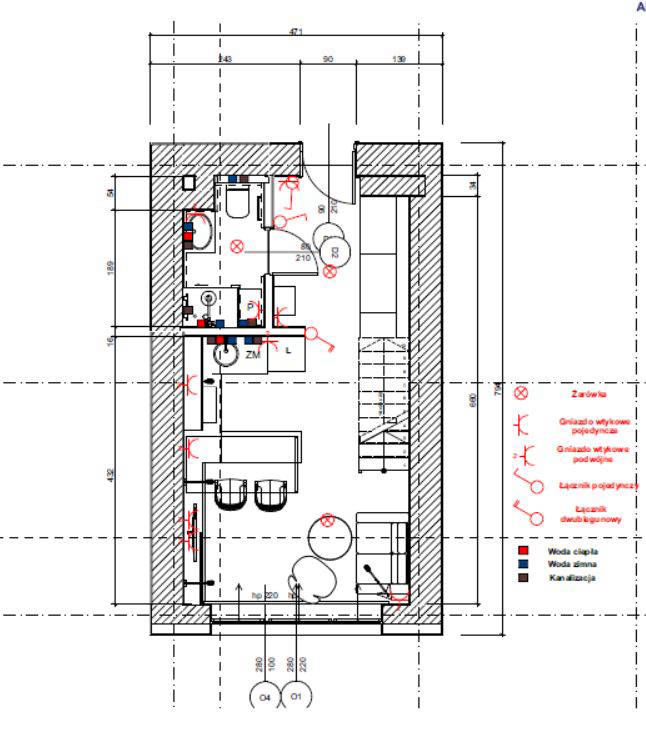 471
243 90 139
54
34
90
210
D2
80
210
189
P
16
ZM
L
680
794
Żarówka
Gniazdo wtykowe
pojedyncze
Gniazdo wtykowe
podwójne
2
Łącznik pojedynczy
Łącznik
dwubiegunowy
432
Woda ciepła
Woda zimna
Kanalizacja
hp 220
280
100
280
220
O4
O1